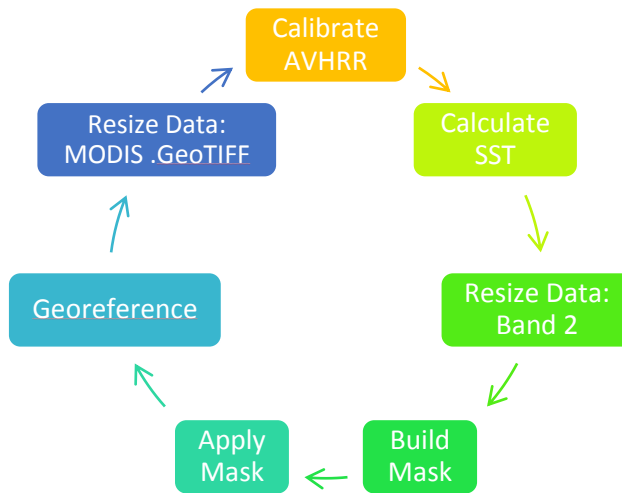 Calibrate
AVHRR
Calculate
SST
Resize Data:
Band 2
Build
Mask
Apply
Mask
Georeference
Resize Data:
MODIS .GeoTIFF